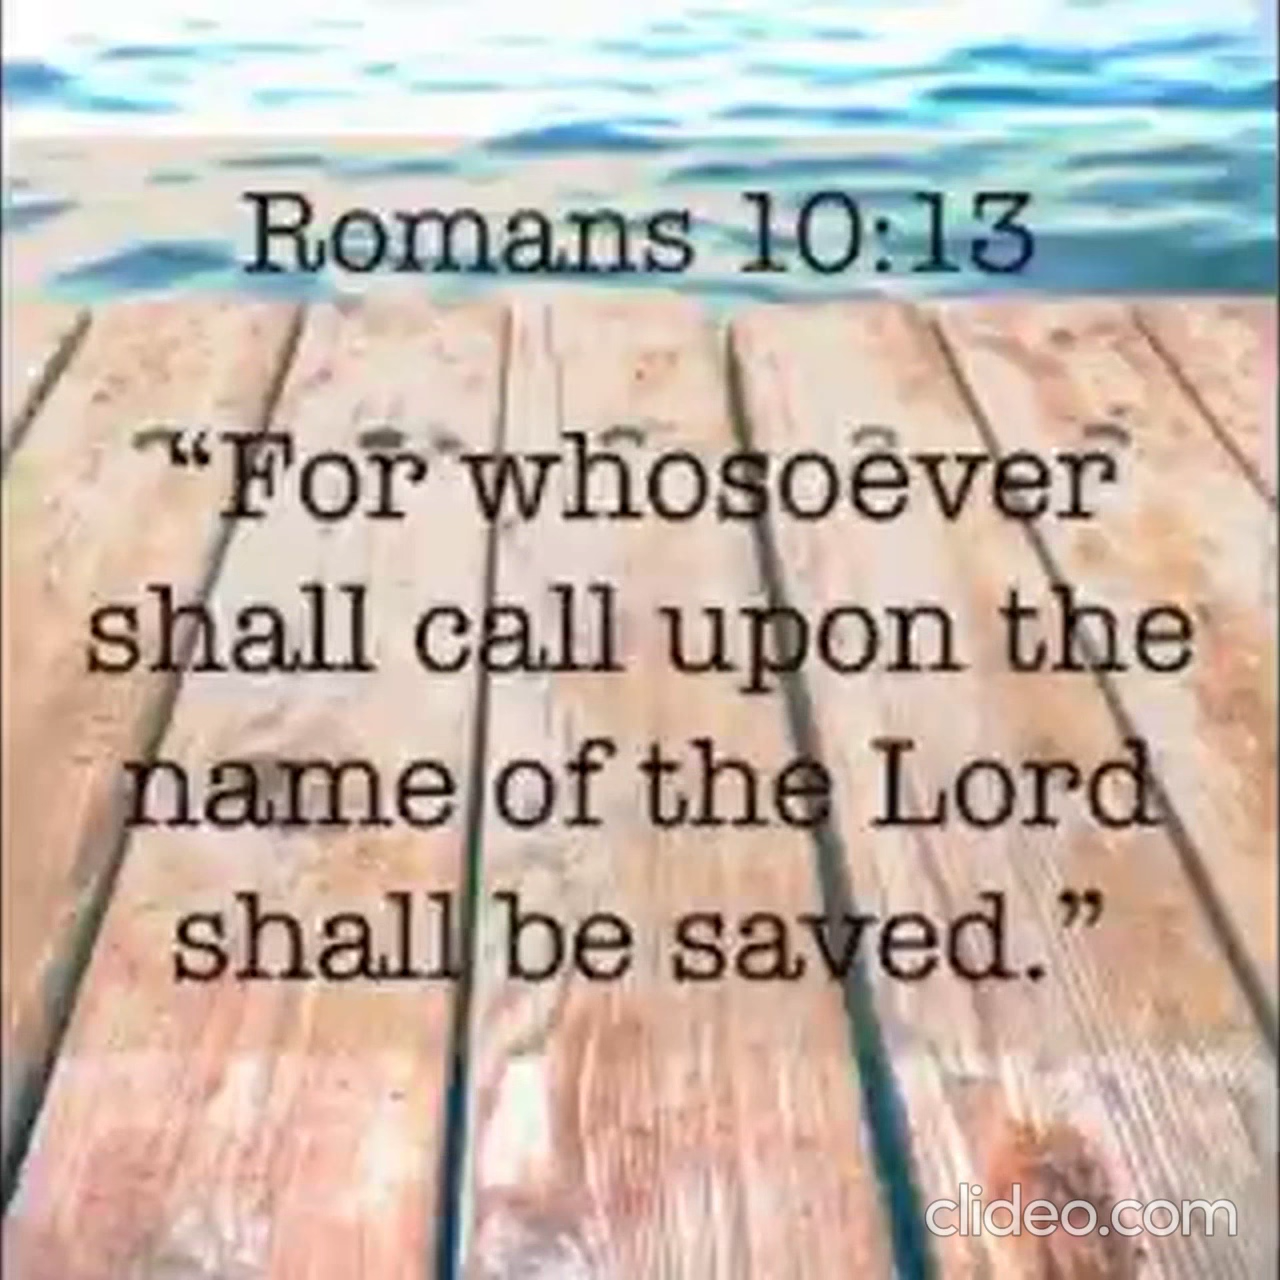 Romans 10:13
“For whosoever
shall call upon the
name of the Lord
shall be saved.”
clideo.com